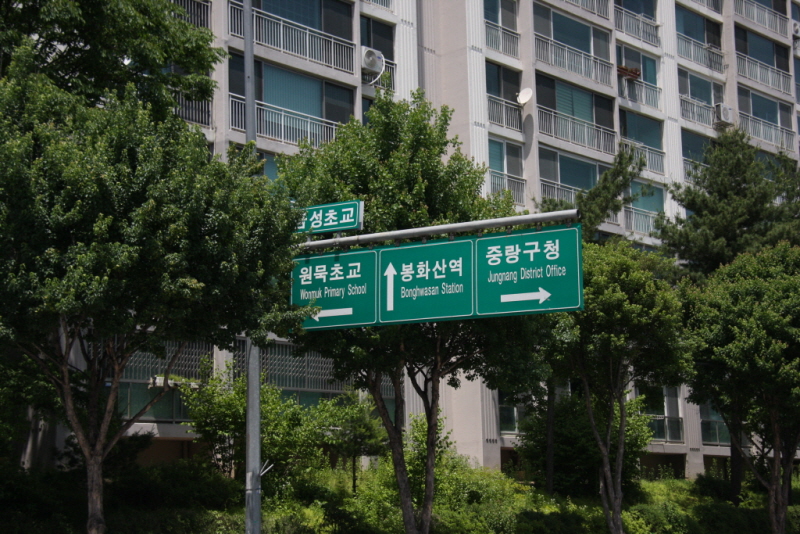 금성초교
원묵초교
Wonmuk Primary School
봉화산역
Bonghwasan Station
중랑구청
Jungnang District Office